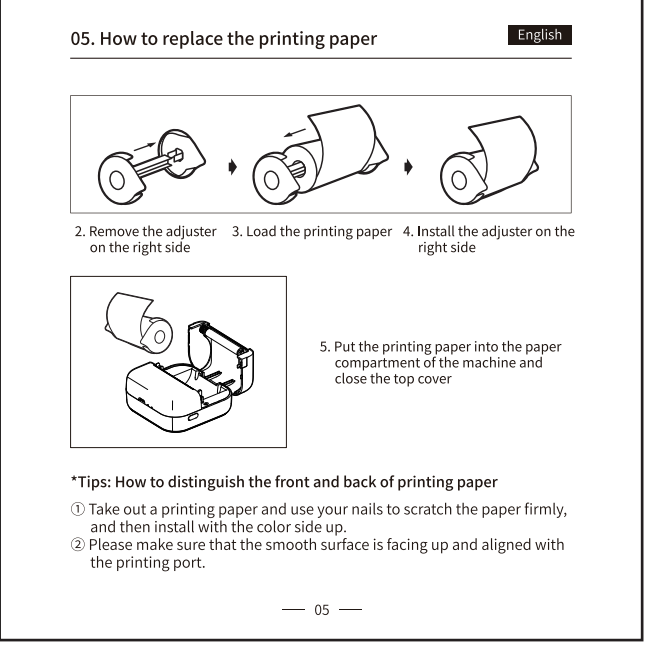 05. How to replace the printing paper
English
2. Remove the adjuster
on the right side
3. Load the printing paper
4. Install the adjuster on the
right side
5. Put the printing paper into the paper
compartment of the machine and
close the top cover
*Tips: How to distinguish the front and back of printing paper
① Take out a printing paper and use your nails to scratch the paper firmly,
and then install with the color side up.
② Please make sure that the smooth surface is facing up and aligned with
the printing port.
05